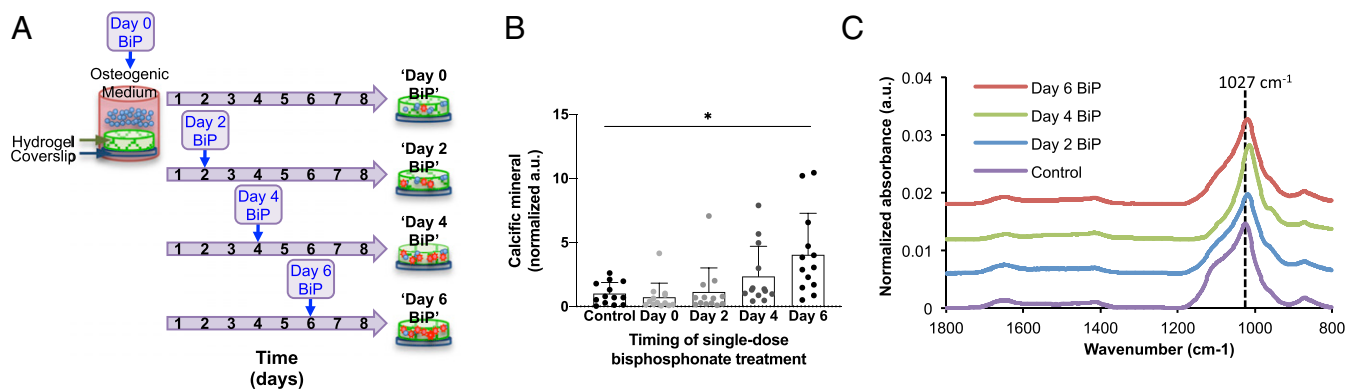 A
Day 0
BiP
Osteogenic
Medium
Hydrogel
Coverslip
1 2 3 4 5 6 7 8
'Day 0
BiP'
Day 2
BiP
1 2 3 4 5 6 7 8
'Day 2
BiP'
Day 4
BiP
1 2 3 4 5 6 7 8
'Day 4
BiP'
Day 6
BiP
1 2 3 4 5 6 7 8
'Day 6
BiP'
Time
(days)
B
Calcific mineral
(normalized a.u.)
15
10
5
0
*
Control Day 0 Day 2 Day 4 Day 6
Timing of single-dose
bisphosphonate treatment
C
Normalized absorbance (a.u.)
0.04
0.03
0.02
0.01
0
Day 6 BiP
Day 4 BiP
Day 2 BiP
Control
1027 cm-1
1800 1600 1400 1200 1000 800
Wavenumber (cm-1)